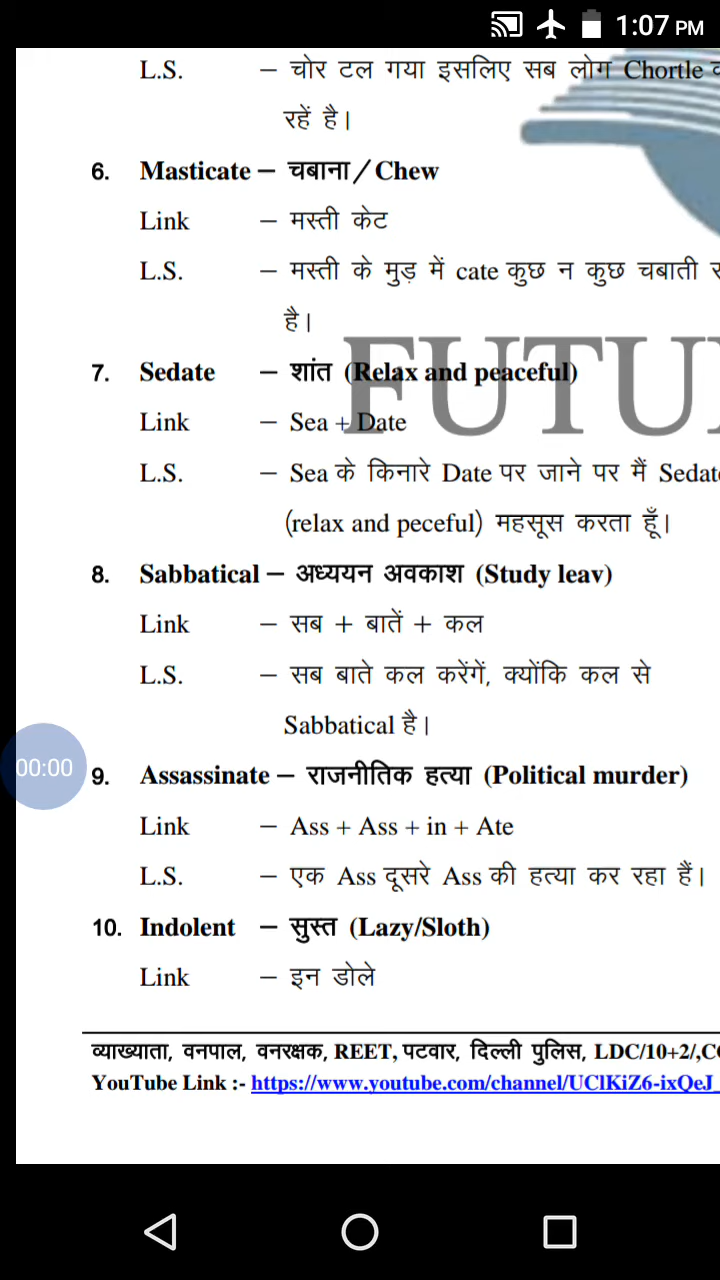 1:07 PM
L.S. – चोर टल गया इसलिए सब लोग Chortle
रहें है।
6. Masticate – चबाना/Chew
Link – मस्ती केट
L.S. – मस्ती के मुड़ में cate कुछ न कुछ चबाती
है।
FUTU
7. Sedate – शांत (Relax and peaceful)
Link – Sea + Date
L.S. – Sea के किनारे Date पर जाने पर मैं Sedat
(relax and peceful) महसूस करता हूँ।
8. Sabbatical – अध्ययन अवकाश (Study leav)
Link – सब + बातें + कल
L.S. – सब बाते कल करेंगें, क्योंकि कल से
Sabbatical है।
00:00
9. Assassinate – राजनीतिक हत्या (Political murder)
Link – Ass + Ass + in + Ate
L.S. – एक Ass दूसरे Ass की हत्या कर रहा हैं।
10. Indolent – सुस्त (Lazy/Sloth)
Link – इन डोले
व्याख्याता, वनपाल, वनरक्षक, REET, पटवार, दिल्ली पुलिस, LDC/10+2/,C
YouTube Link :- https://www.youtube.com/channel/UClKiZ6-ixQeJ_